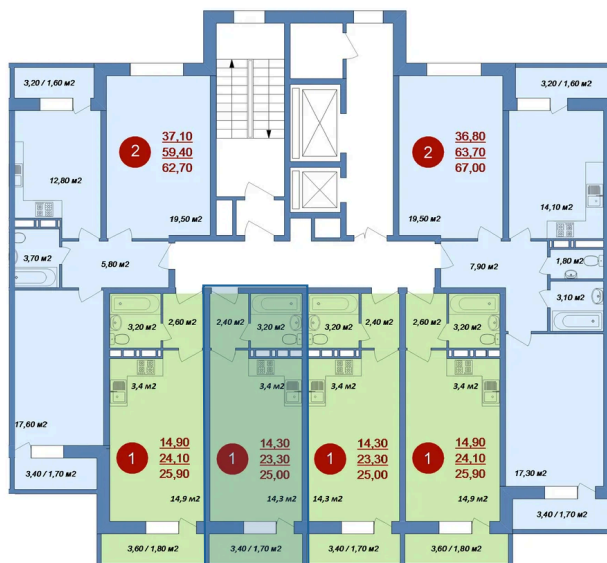 3,20 / 1,60 м2
3,20 / 1,60 м2
2
37,10
59,40
62,70
2
36,80
63,70
67,00
12,80 м2
14,10 м2
19,50 м2
19,50 м2
3,70 м2
5,80 м2
7,90 м2
1,80 м2
3,10 м2
3,20 м2
2,60 м2
2,40 м2
3,20 м2
3,20 м2
2,40 м2
2,60 м2
3,20 м2
3,4 м2
3,4 м2
3,4 м2
3,4 м2
17,60 м2
1
14,90
24,10
25,90
1
14,30
23,30
25,00
1
14,30
23,30
25,00
1
14,90
24,10
25,90
17,30 м2
3,40 / 1,70 м2
14,9 м2
14,3 м2
14,3 м2
14,9 м2
3,40 / 1,70 м2
3,60 / 1,80 м2
3,40 / 1,70 м2
3,40 / 1,70 м2
3,60 / 1,80 м2